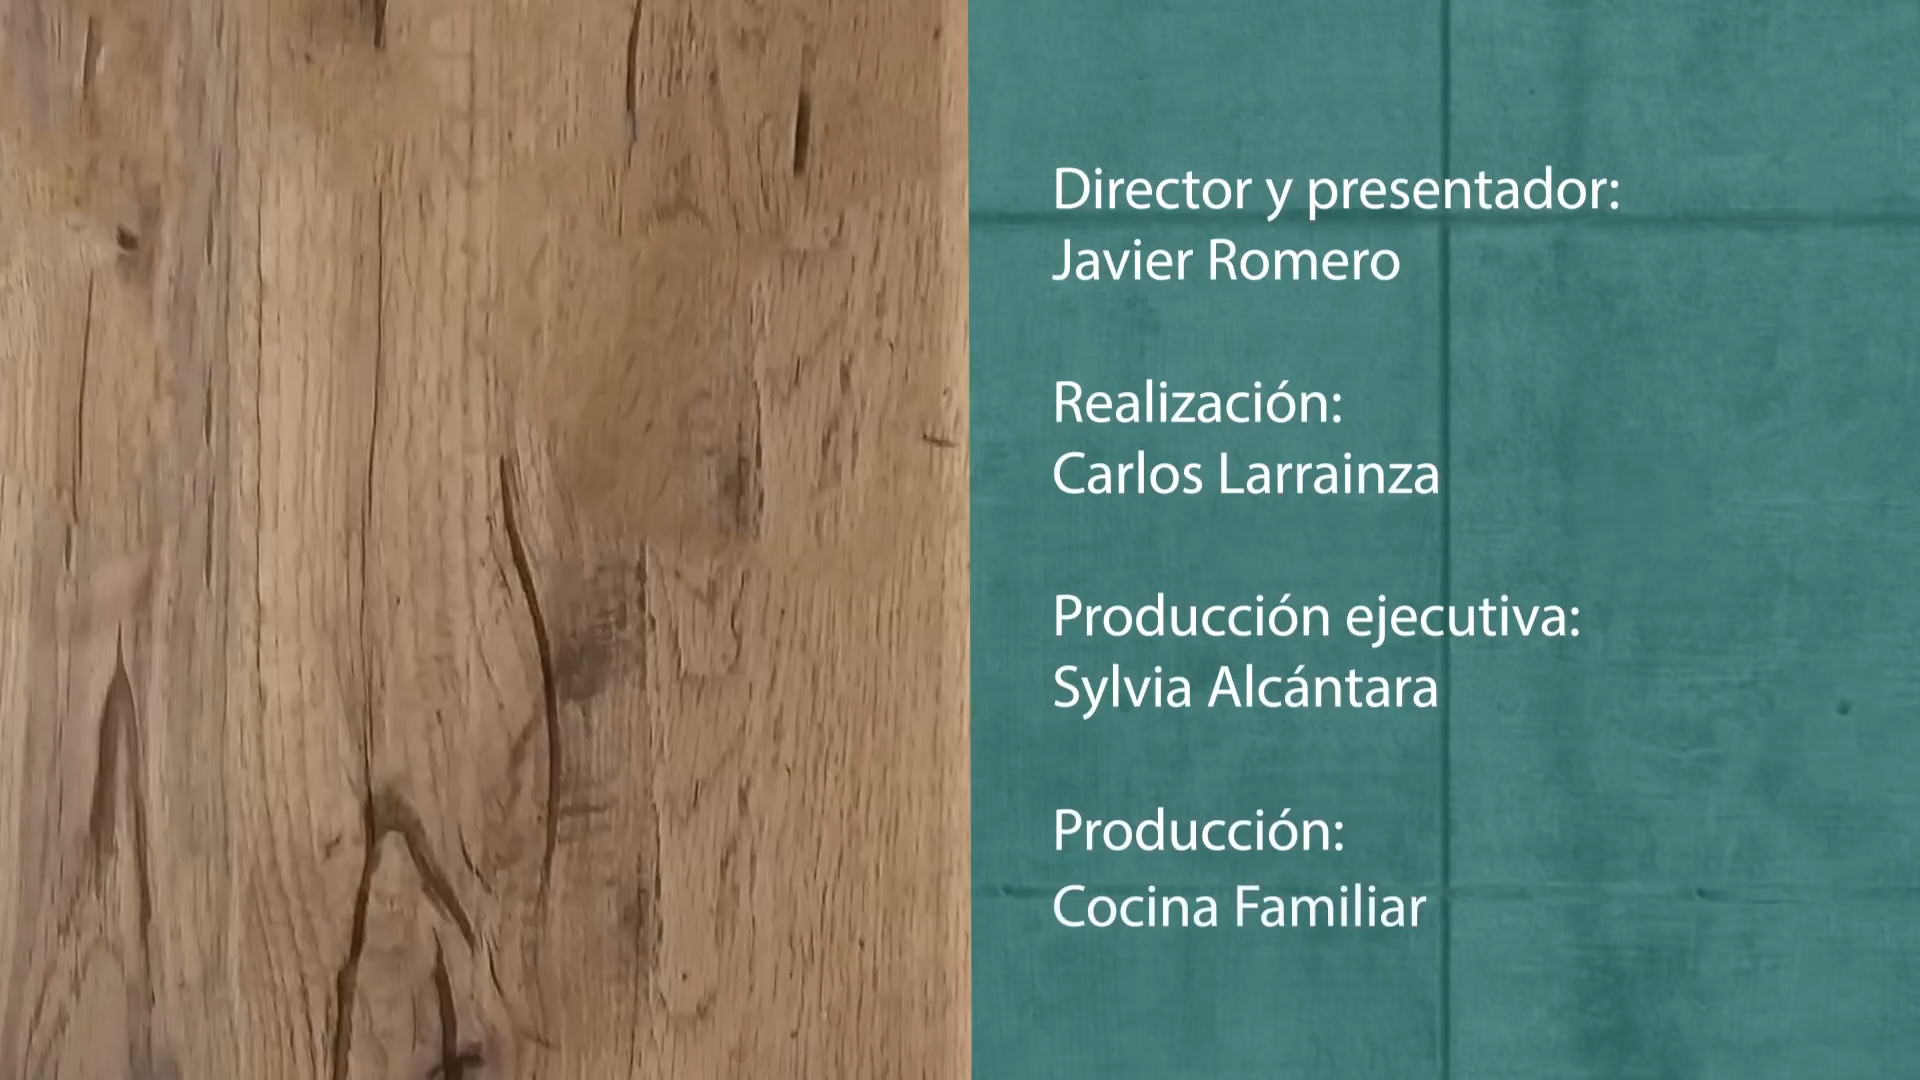 Director y presentador:
Javier Romero
Realización:
Carlos Larrainza
Producción ejecutiva:
Sylvia Alcántara
Producción:
Cocina Familiar